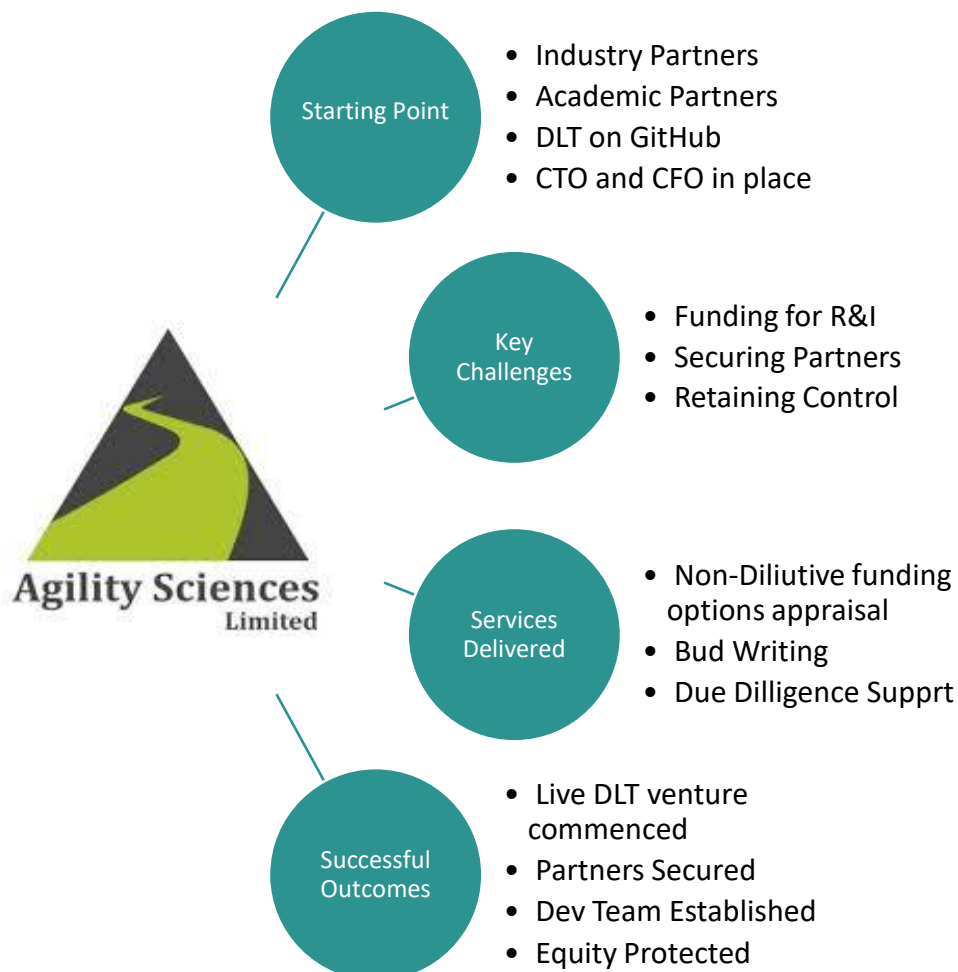 Starting Point
• Industry Partners
• Academic Partners
• DLT on GitHub
• CTO and CFO in place
Key
Challenges
• Funding for R&I
• Securing Partners
• Retaining Control
Agility Sciences
Limited
Services
Delivered
• Non-Diliutive funding
options appraisal
• Bud Writing
• Due Dilligence Supprt
Successful
Outcomes
• Live DLT venture
commenced
• Partners Secured
• Dev Team Established
• Equity Protected